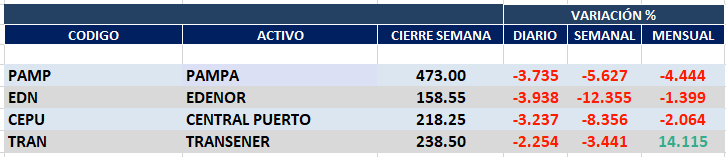 VARIACIÓN %
CODIGO ACTIVO CIERRE SEMANA DIARIO SEMANAL MENSUAL
PAMP PAMPA 473.00 -3.735 -5.627 -4.444
EDN EDENOR 158.55 -3.938 -12.355 -1.399
CEPU CENTRAL PUERTO 218.25 -3.237 -8.356 -2.064
TRAN TRANSENER 238.50 -2.254 -3.441 14.115